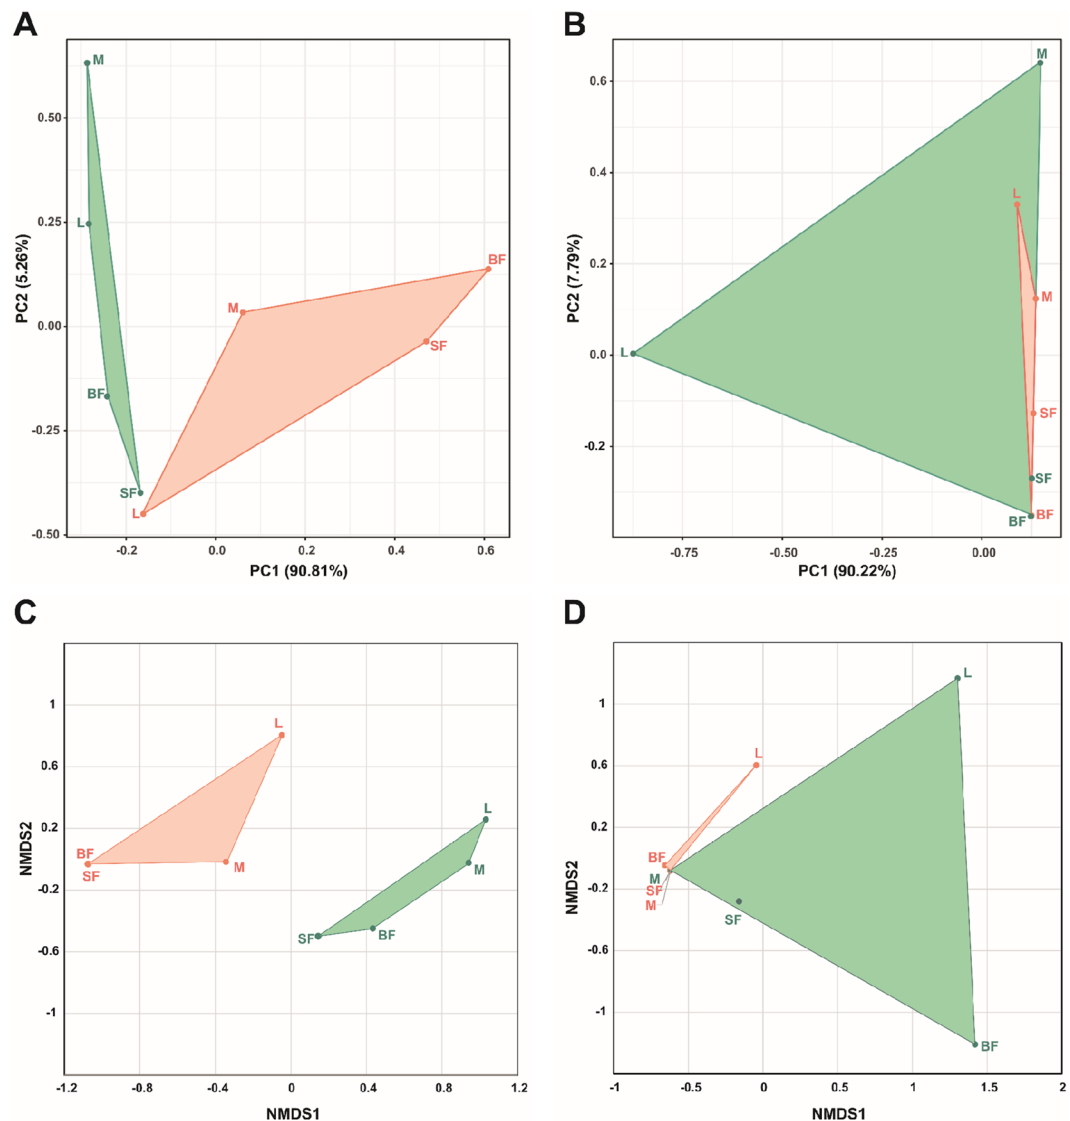 A
M
L
BF
SF
L
M
BF
SF
0.50
0.25
0.00
-0.25
-0.50
-0.2
0.0
0.2
0.4
0.6
PC2 (5.26%)
PC1 (90.81%)
B
M
L
M
L
SF
SF
BF
BF
0.6
0.4
0.2
0.0
-0.2
-0.75
-0.50
-0.25
0.00
PC2 (7.79%)
PC1 (90.22%)
C
L
BF
SF
M
L
M
SF
BF
1
0.6
0.2
-0.2
-0.6
-1
-1.2
-0.8
-0.4
0
0.4
0.8
1.2
NMDS2
NMDS1
D
L
L
BF
M
SF
M
SF
BF
1
0.6
0.2
-0.2
-0.6
-1
-1
-0.5
0
0.5
1
1.5
2
NMDS2
NMDS1